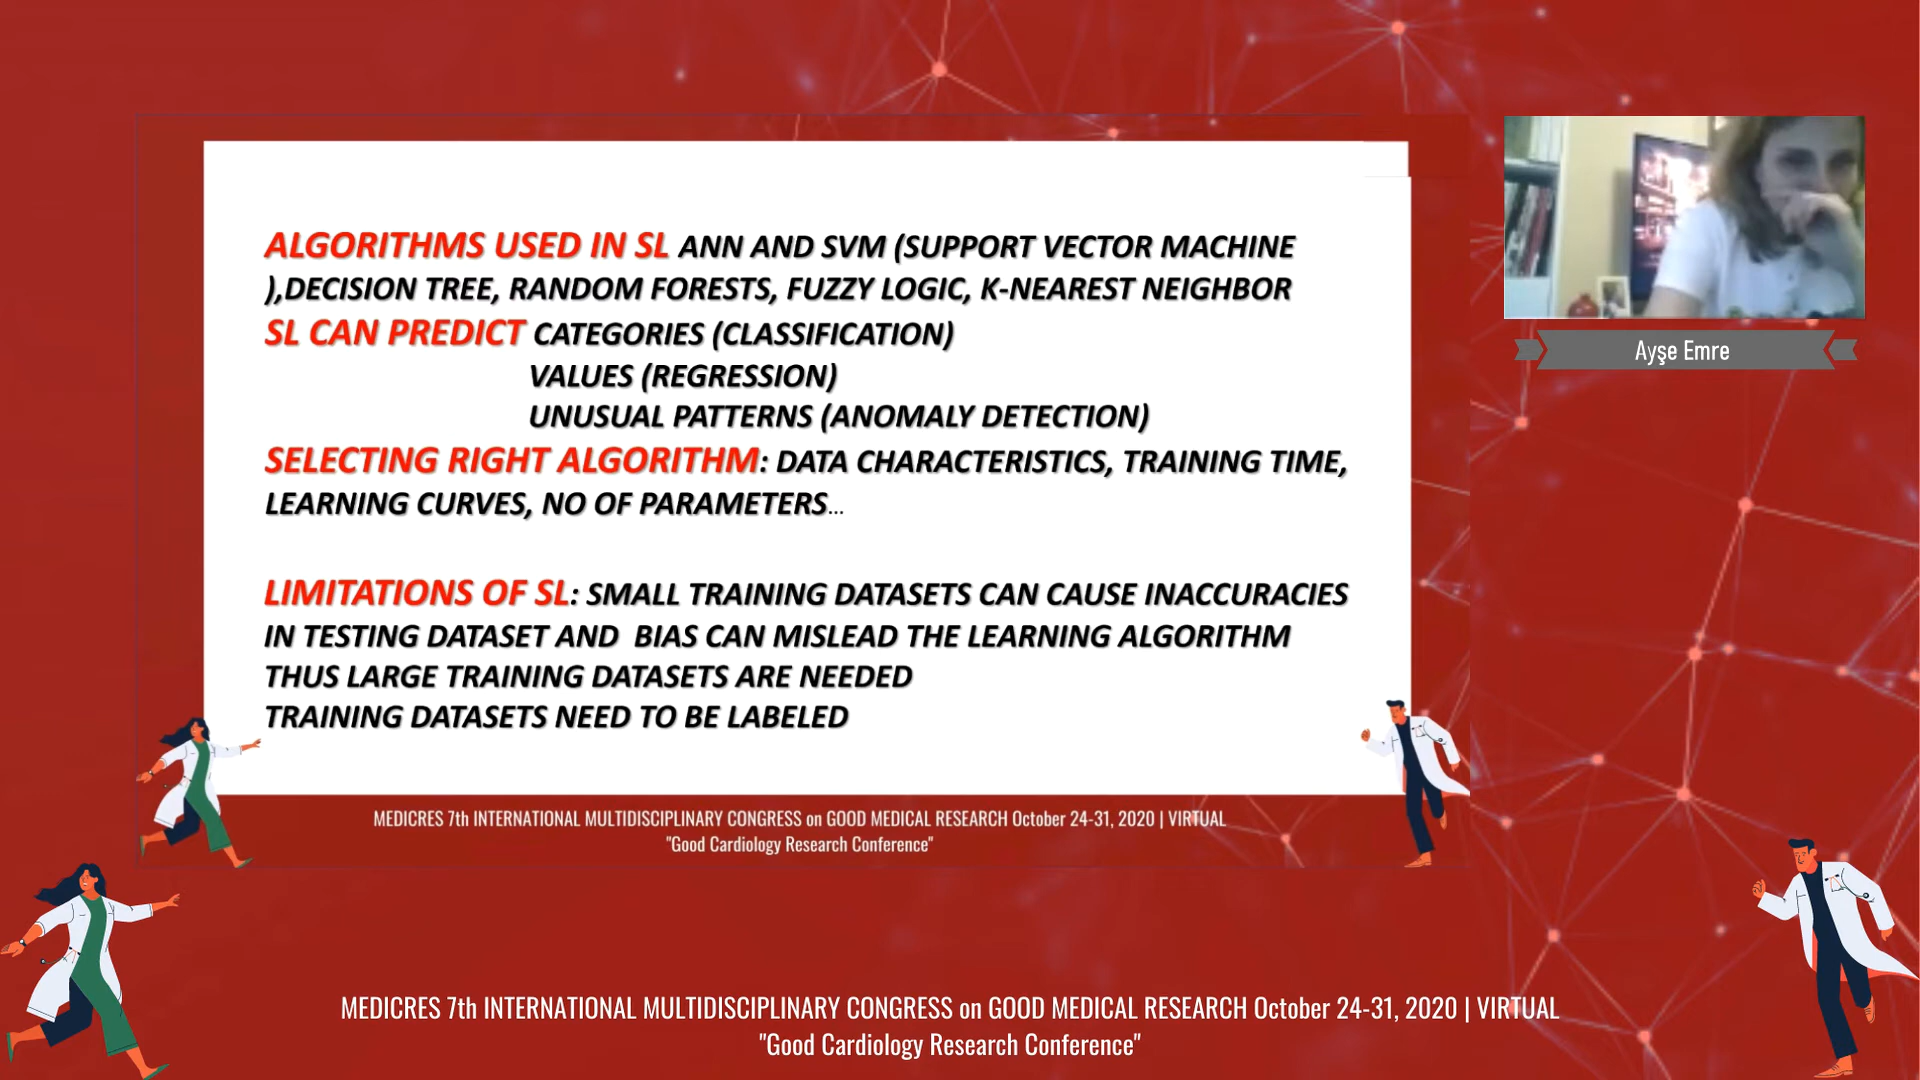 ALGORITHMS USED IN SL ANN AND SVM (SUPPORT VECTOR MACHINE
),DECISION TREE, RANDOM FORESTS, FUZZY LOGIC, K-NEAREST NEIGHBOR
SL CAN PREDICT CATEGORIES (CLASSIFICATION)
VALUES (REGRESSION)
UNUSUAL PATTERNS (ANOMALY DETECTION)
SELECTING RIGHT ALGORITHM: DATA CHARACTERISTICS, TRAINING TIME,
LEARNING CURVES, NO OF PARAMETERS...
LIMITATIONS OF SL: SMALL TRAINING DATASETS CAN CAUSE INACCURACIES
IN TESTING DATASET AND BIAS CAN MISLEAD THE LEARNING ALGORITHM
THUS LARGE TRAINING DATASETS ARE NEEDED
TRAINING DATASETS NEED TO BE LABELED
MEDICRES 7th INTERNATIONAL MULTIDISCIPLINARY CONGRESS on GOOD MEDICAL RESEARCH October 24-31, 2020 | VIRTUAL
"Good Cardiology Research Conference"
Ayşe Emre
MEDICRES 7th INTERNATIONAL MULTIDISCIPLINARY CONGRESS on GOOD MEDICAL RESEARCH October 24-31, 2020 | VIRTUAL
"Good Cardiology Research Conference"